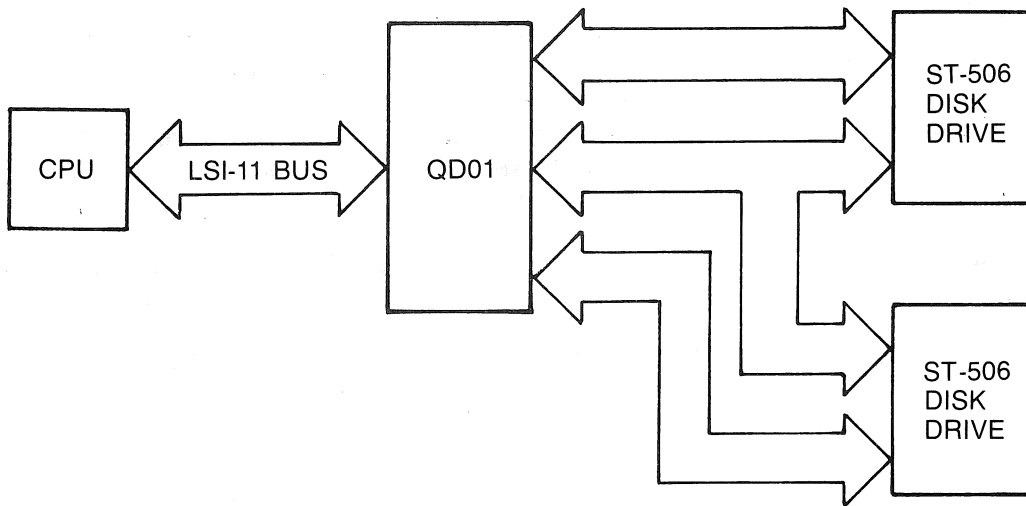 CPU
LSI-11 BUS
QD01
ST-506
DISK
DRIVE
ST-506
DISK
DRIVE